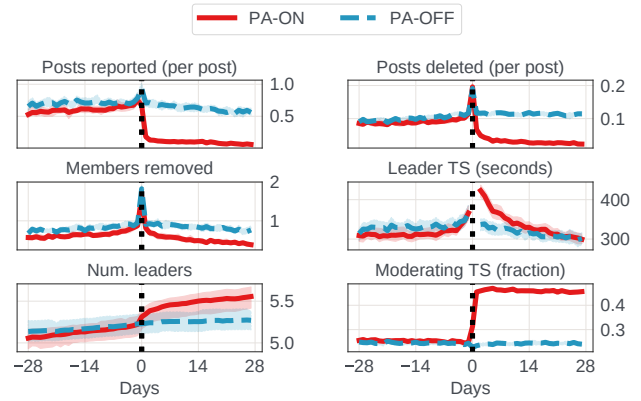 PA-ON PA-OFF
Posts reported (per post)
1.0
0.5
Posts deleted (per post)
0.2
0.1
Members removed
2
1
Leader TS (seconds)
400
300
Num. leaders
5.5
5.0
−28 −14 0 14 28
Days
Moderating TS (fraction)
0.4
0.3
−28 −14 0 14 28
Days